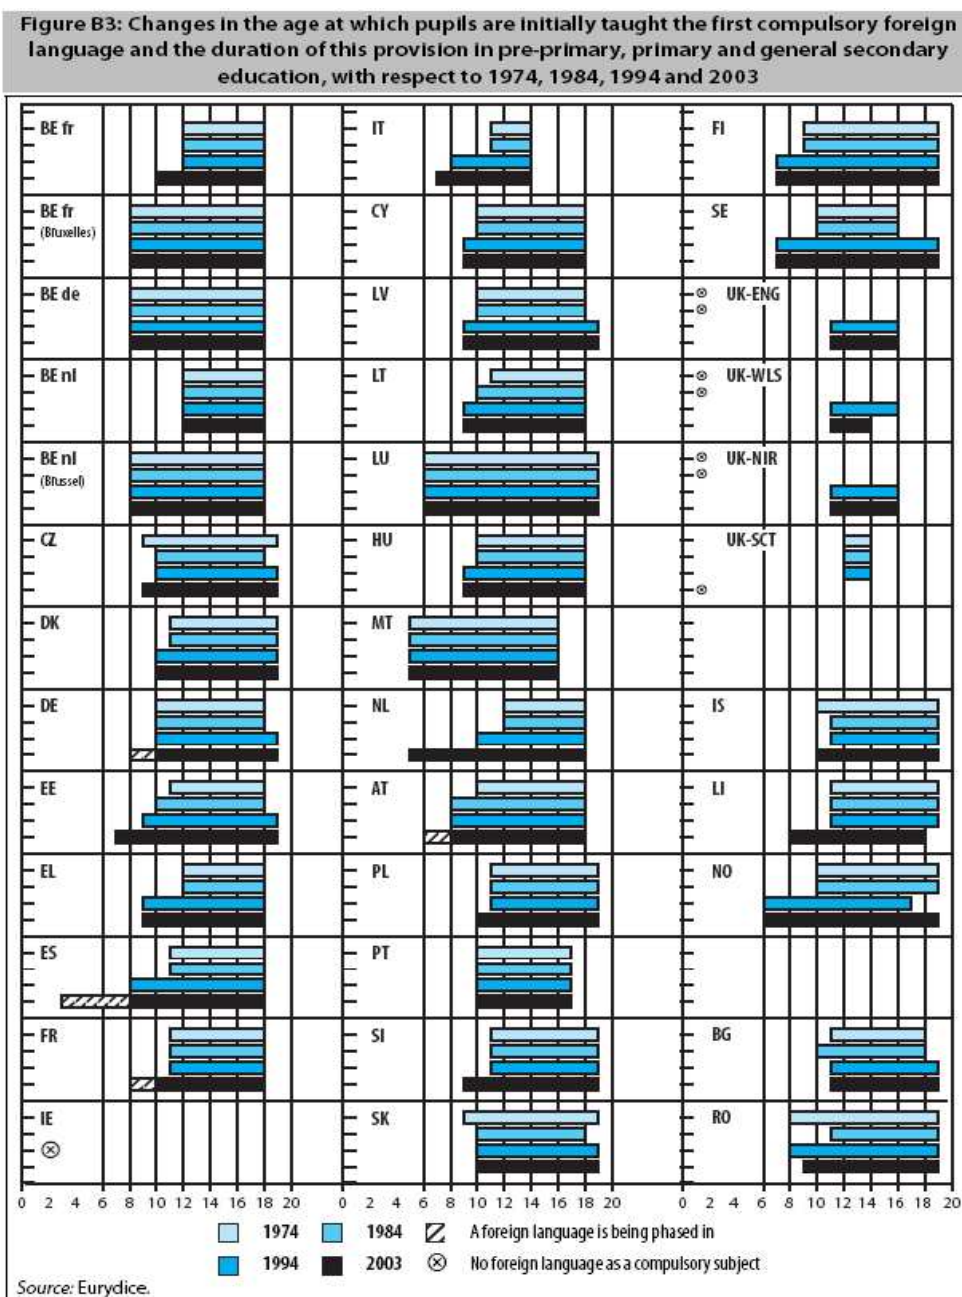 Figure B3: Changes in the age at which pupils are initially taught the first compulsory foreign
language and the duration of this provision in pre-primary, primary and general secondary
education, with respect to 1974, 1984, 1994 and 2003
BE fr IT FI
BE fr CY SE
(Bruxelles)
BE de LV UK-ENG
BE nl LT UK-WLS
BE nl LU UK-NIR
(Brussel)
CZ HU UK-SCT
DK MT
DE NL IS
EE AT LI
EL PL NO
ES PT
FR SI BG
IE SK RO
0 2 4 6 8 10 12 14 16 18 20 0 2 4 6 8 10 12 14 16 18 20 0 2 4 6 8 10 12 14 16 18 20
1974 1984 A foreign language is being phased in
1994 2003 No foreign language as a compulsory subject
Source: Eurydice.